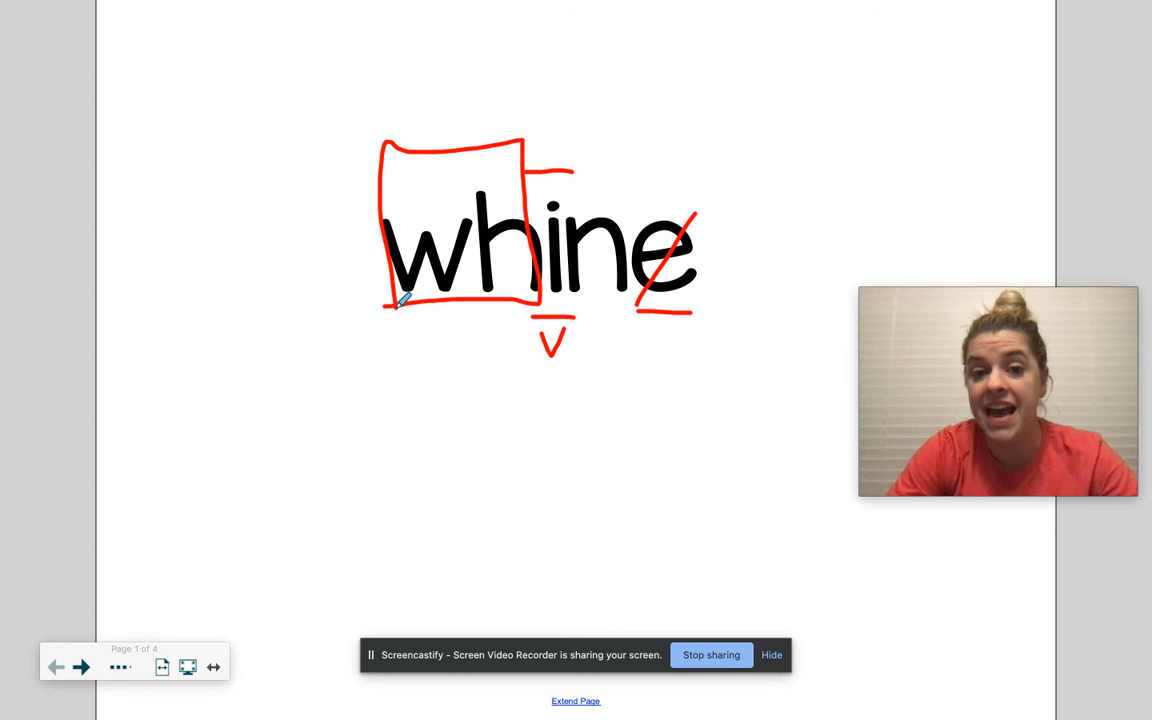 whine
V
Page 1 of 4
Screencastify - Screen Video Recorder is sharing your screen.
Stop sharing
Hide
Extend Page